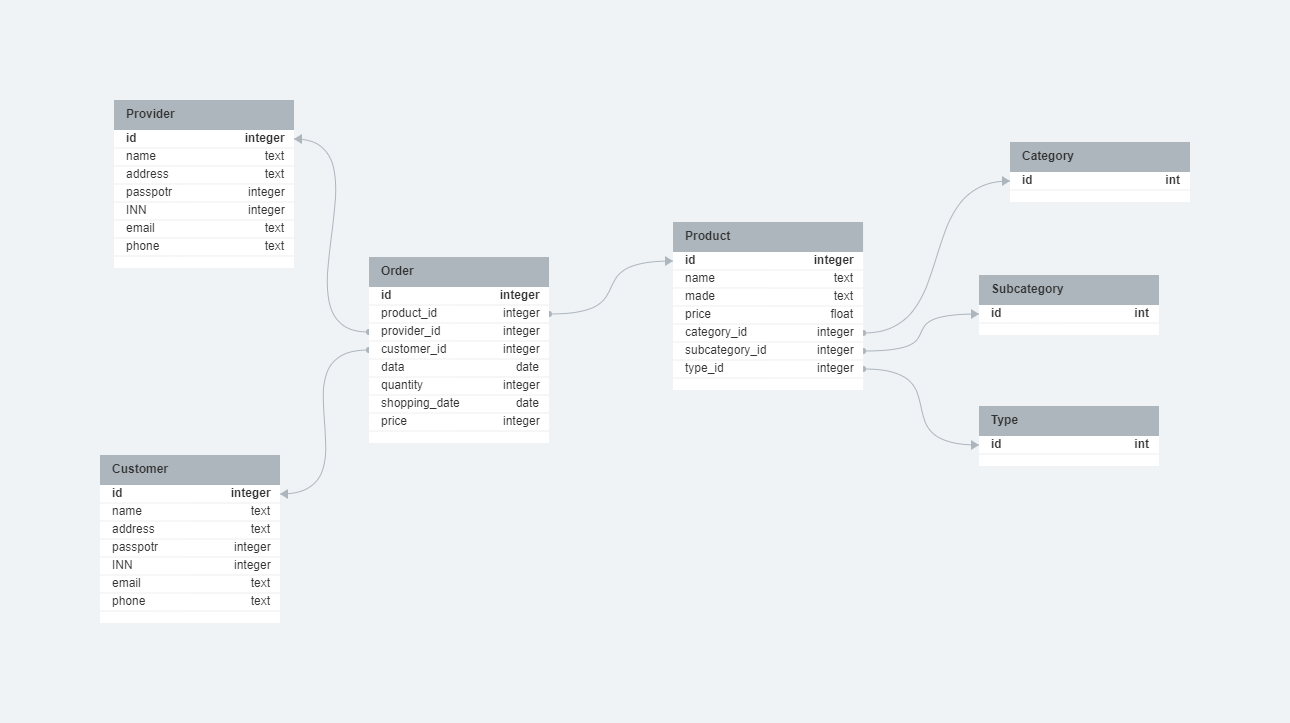 Provider
id integer
name text
address text
passpotr integer
INN integer
email text
phone text
Order
id integer
product_id integer
provider_id integer
customer_id integer
data date
quantity integer
shopping_date date
price integer
Customer
id integer
name text
address text
passpotr integer
INN integer
email text
phone text
Product
id integer
name text
made text
price float
category_id integer
subcategory_id integer
type_id integer
Category
id int
Subcategory
id int
Type
id int